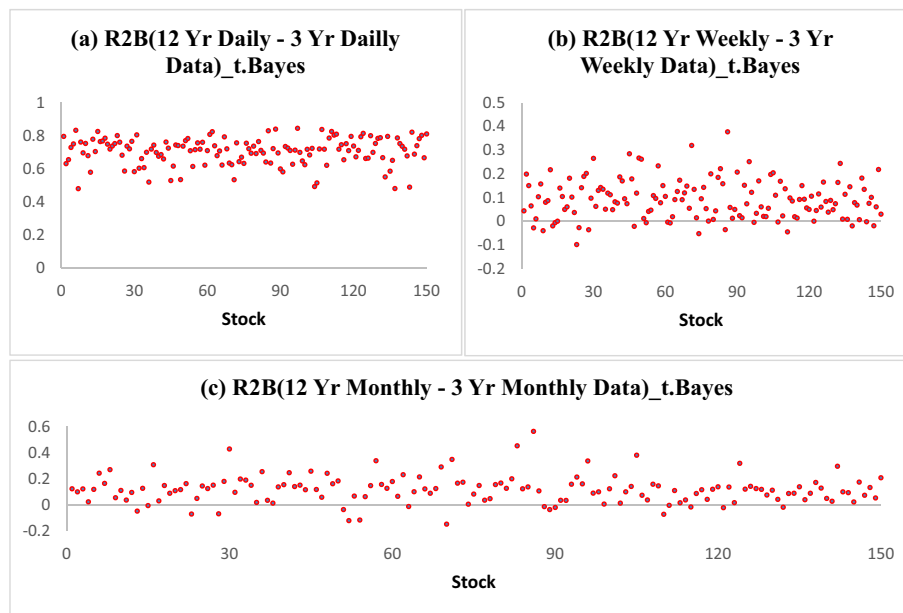 (a) R2B(12 Yr Daily - 3 Yr Dailly
Data)_t.Bayes
1
0.8
0.6
0.4
0.2
0
0 30 60 90 120 150
Stock
(b) R2B(12 Yr Weekly - 3 Yr
Weekly Data)_t.Bayes
0.5
0.4
0.3
0.2
0.1
0
-0.1
-0.2
0 30 60 90 120 150
Stock
(c) R2B(12 Yr Monthly - 3 Yr Monthly Data)_t.Bayes
0.6
0.4
0.2
0
-0.2
0 30 60 90 120 150
Stock